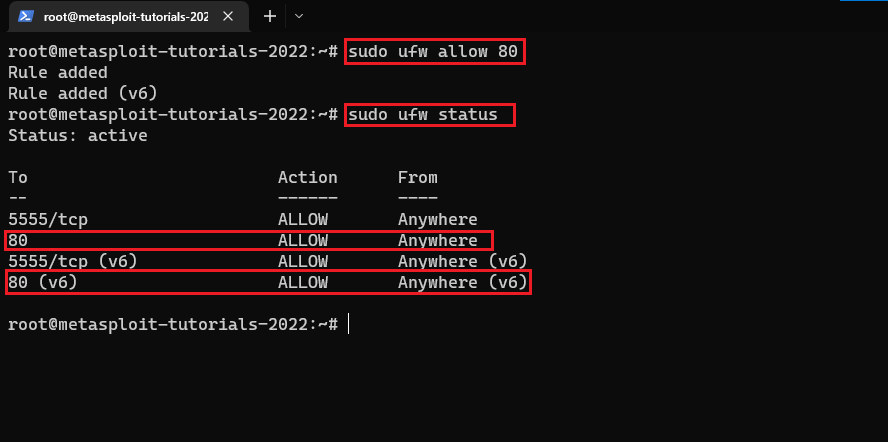 root@metasploit-tutorials-202
root@metasploit-tutorials-2022:~# sudo ufw allow 80
Rule added
Rule added (v6)
root@metasploit-tutorials-2022:~# sudo ufw status
Status: active
To Action From
-- ------ ----
5555/tcp ALLOW Anywhere
80 ALLOW Anywhere
5555/tcp (v6) ALLOW Anywhere (v6)
80 (v6) ALLOW Anywhere (v6)
root@metasploit-tutorials-2022:~#